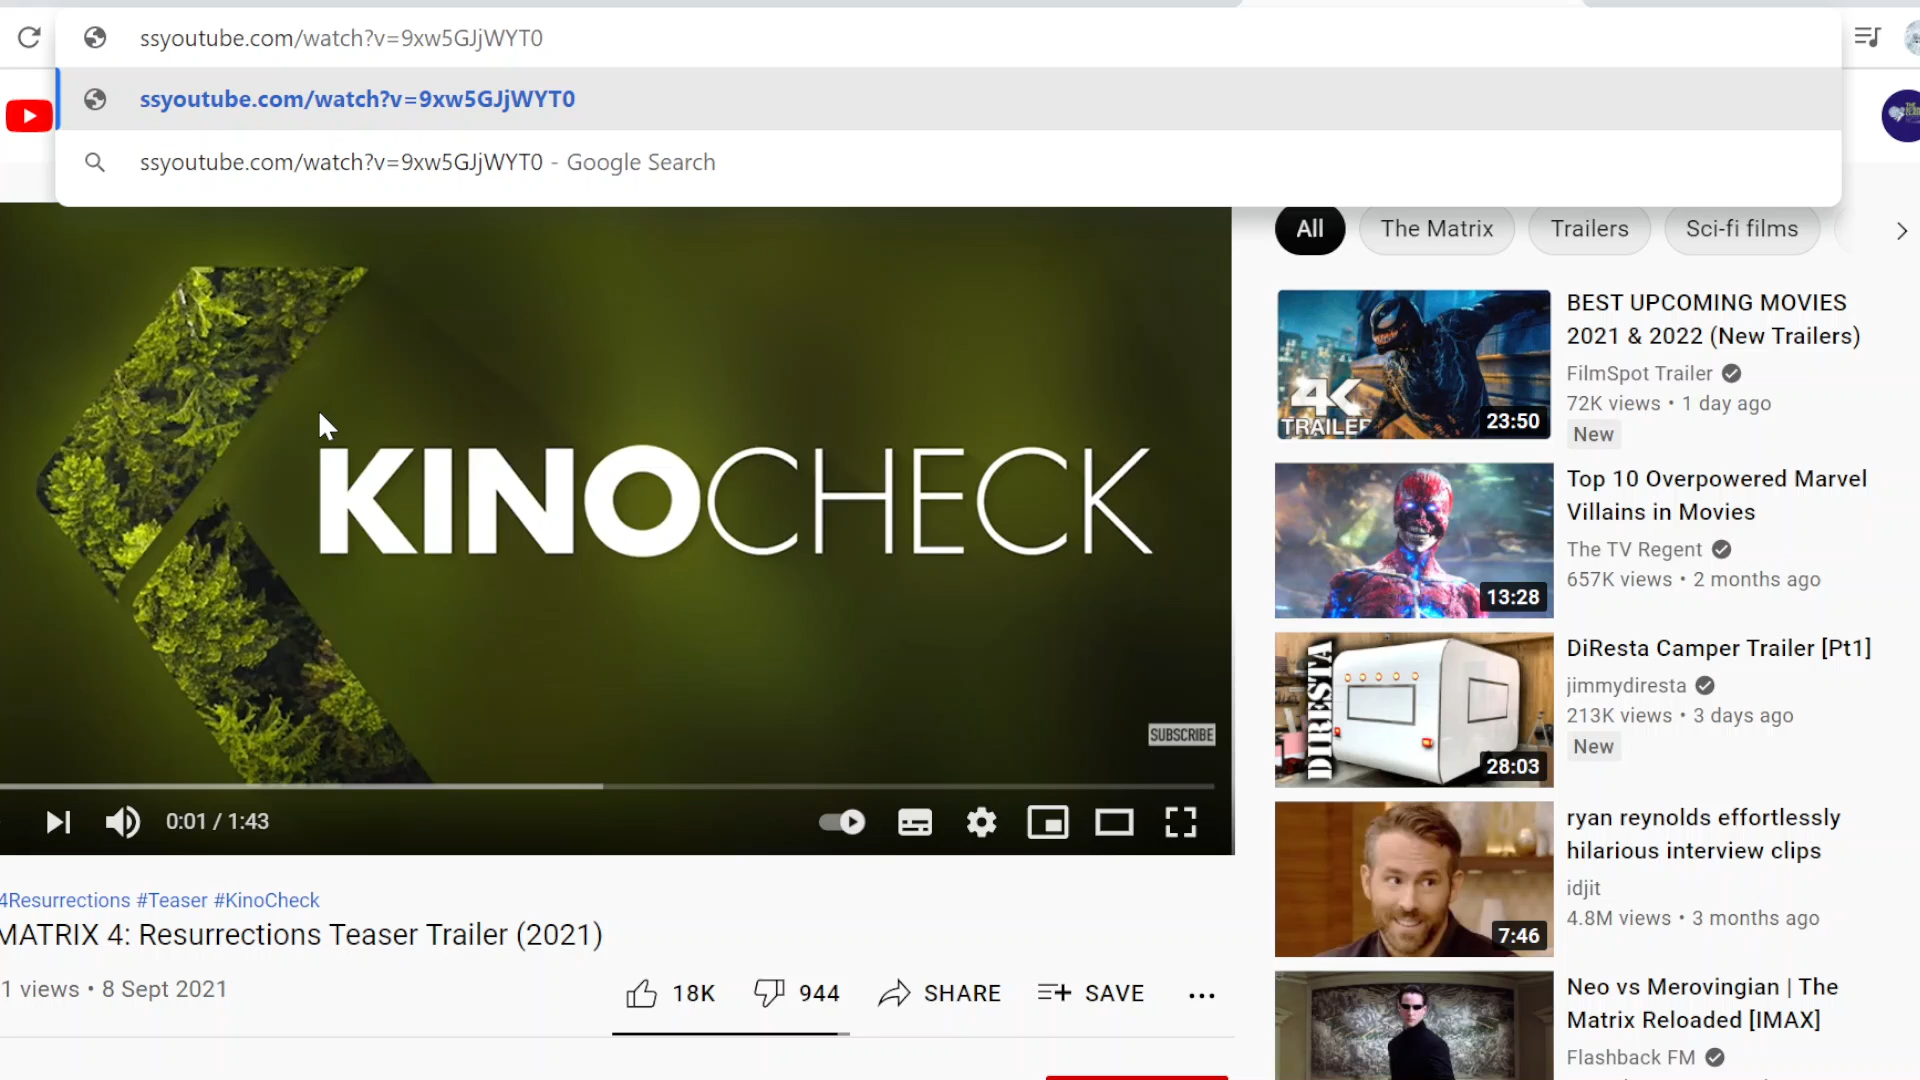 ssyoutube.com/watch?v=9xw5GJjWYT0
ssyoutube.com/watch?v=9xw5GJjWYT0
ssyoutube.com/watch?v=9xw5GJjWYT0 - Google Search
All
The Matrix
Trailers
Sci-fi films
KINOCHECK
SUBSCRIBE
0:01 / 1:43
4Resurrections #Teaser #KinoCheck
MATRIX 4: Resurrections Teaser Trailer (2021)
1 views • 8 Sept 2021
18K
944
SHARE
SAVE
4K
TRAILER
23:50
BEST UPCOMING MOVIES
2021 & 2022 (New Trailers)
FilmSpot Trailer
72K views • 1 day ago
New
13:28
Top 10 Overpowered Marvel
Villains in Movies
The TV Regent
657K views • 2 months ago
DIRESTA
28:03
DiResta Camper Trailer [Pt1]
jimmydiresta
213K views • 3 days ago
New
7:46
ryan reynolds effortlessly
hilarious interview clips
idjit
4.8M views • 3 months ago
Neo vs Merovingian | The
Matrix Reloaded [IMAX]
Flashback FM